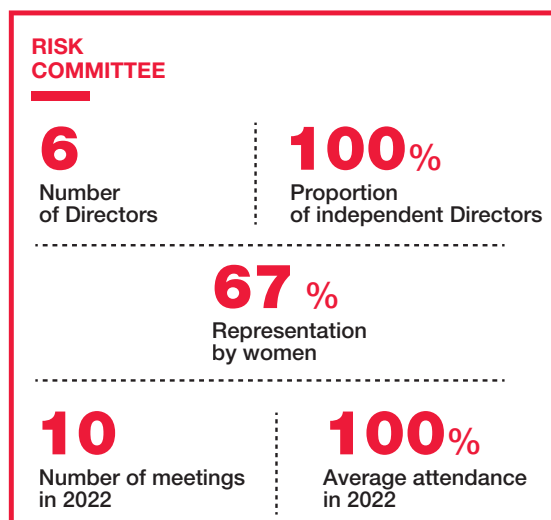 RISK
COMMITTEE
6
Number
of Directors
100%
Proportion
of independent Directors
67 %
Representation
by women
10
Number of meetings
in 2022
100%
Average attendance
in 2022